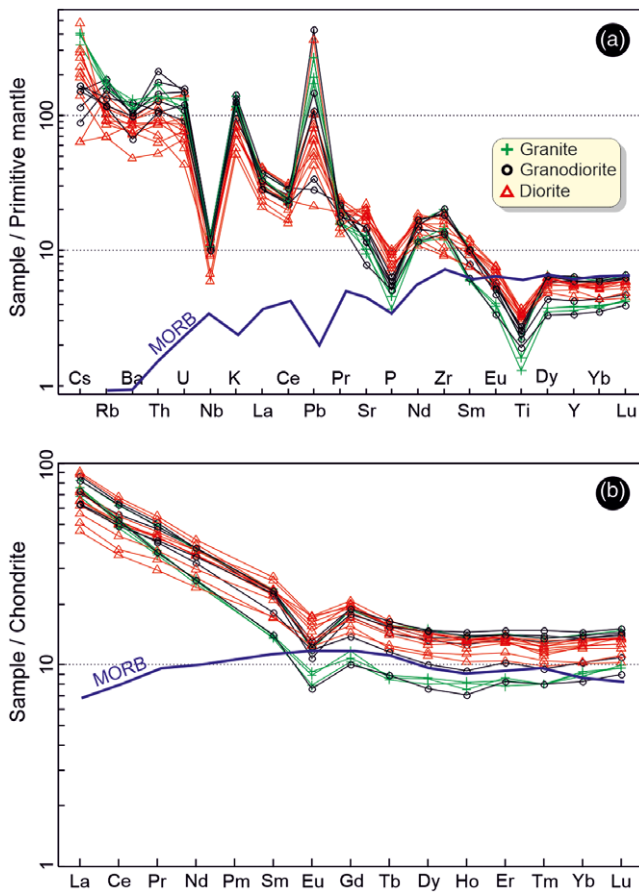 (a)
Sample / Primitive mantle
100
10
1
Granite
Granodiorite
Diorite
MORB
Cs Ba U K Ce Pr P Zr Eu Dy Yb
Rb Th Nb La Pb Sr Nd Sm Ti Y Lu
(b)
Sample / Chondrite
100
10
1
MORB
La Ce Pr Nd Pm Sm Eu Gd Tb Dy Ho Er Tm Yb Lu